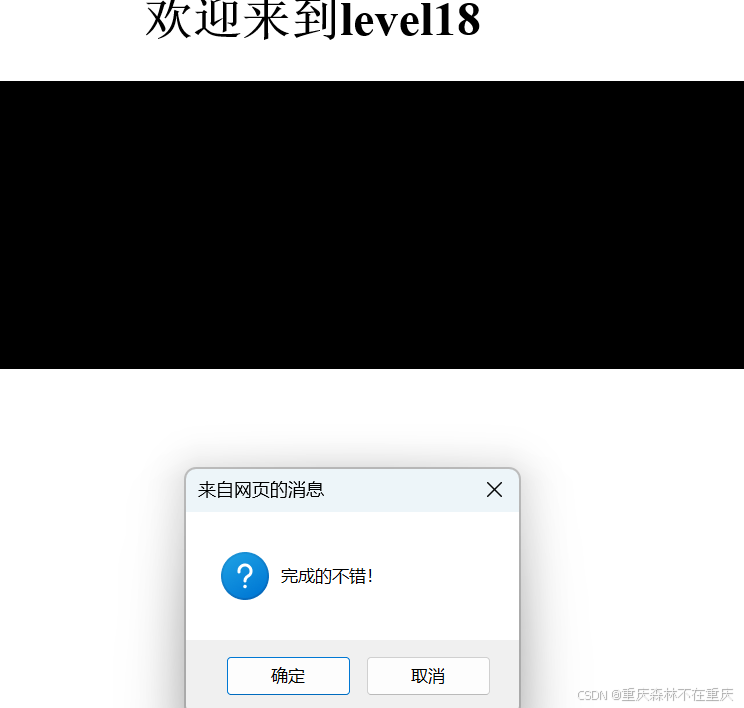 欢迎来到level18
来自网页的消息
完成的不错！
确定
取消
CSDN @重庆森林不在重庆